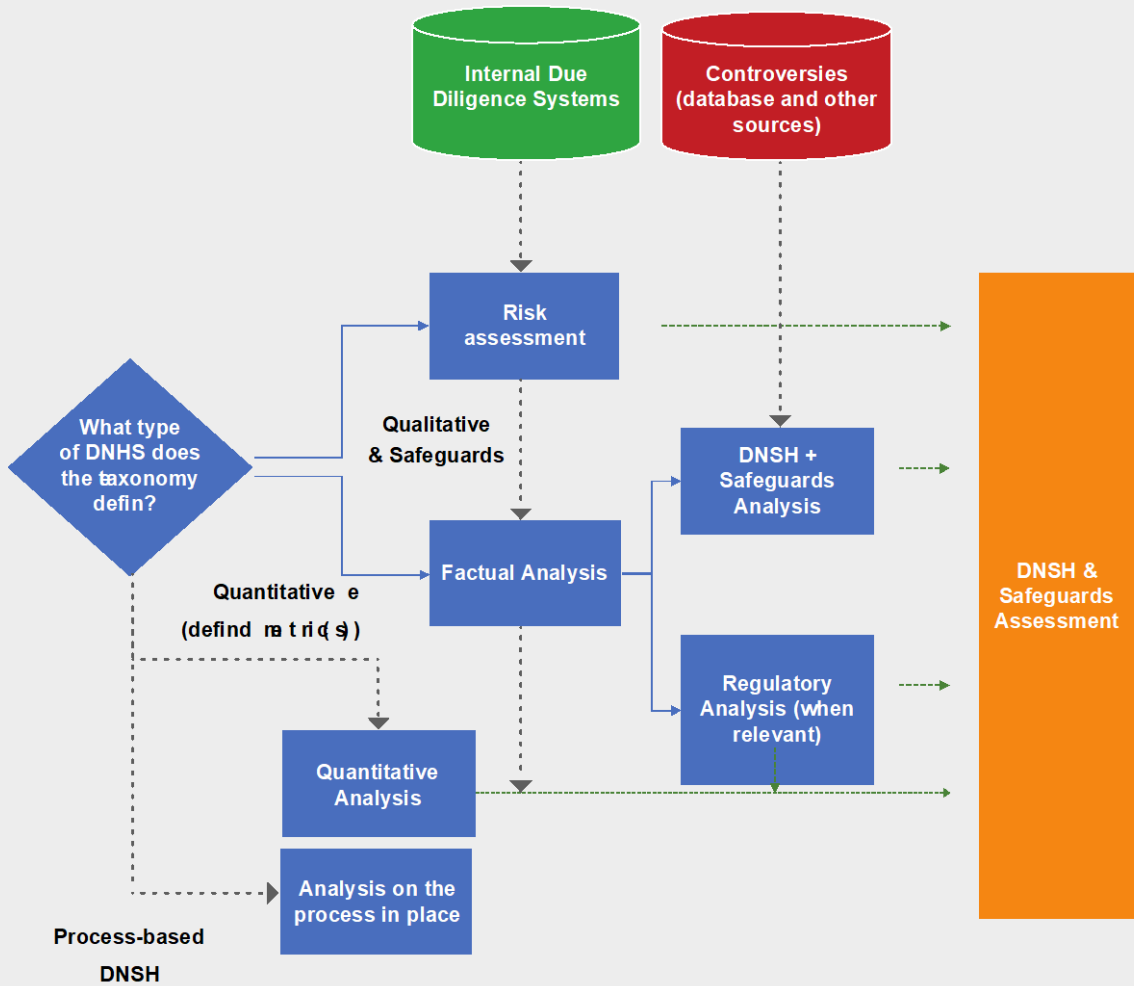 Internal Due
Diligence Systems
Controversies
(database and other
sources)
Risk
assessment
What type
of DNHS does
the taxonomy
defin?
Qualitative
& Safeguards
DNSH +
Safeguards
Analysis
Factual Analysis
DNSH &
Safeguards
Assessment
Quantitative e
(defind metric(s))
Regulatory
Analysis (when
relevant)
Quantitative
Analysis
Analysis on the
process in place
Process-based
DNSH